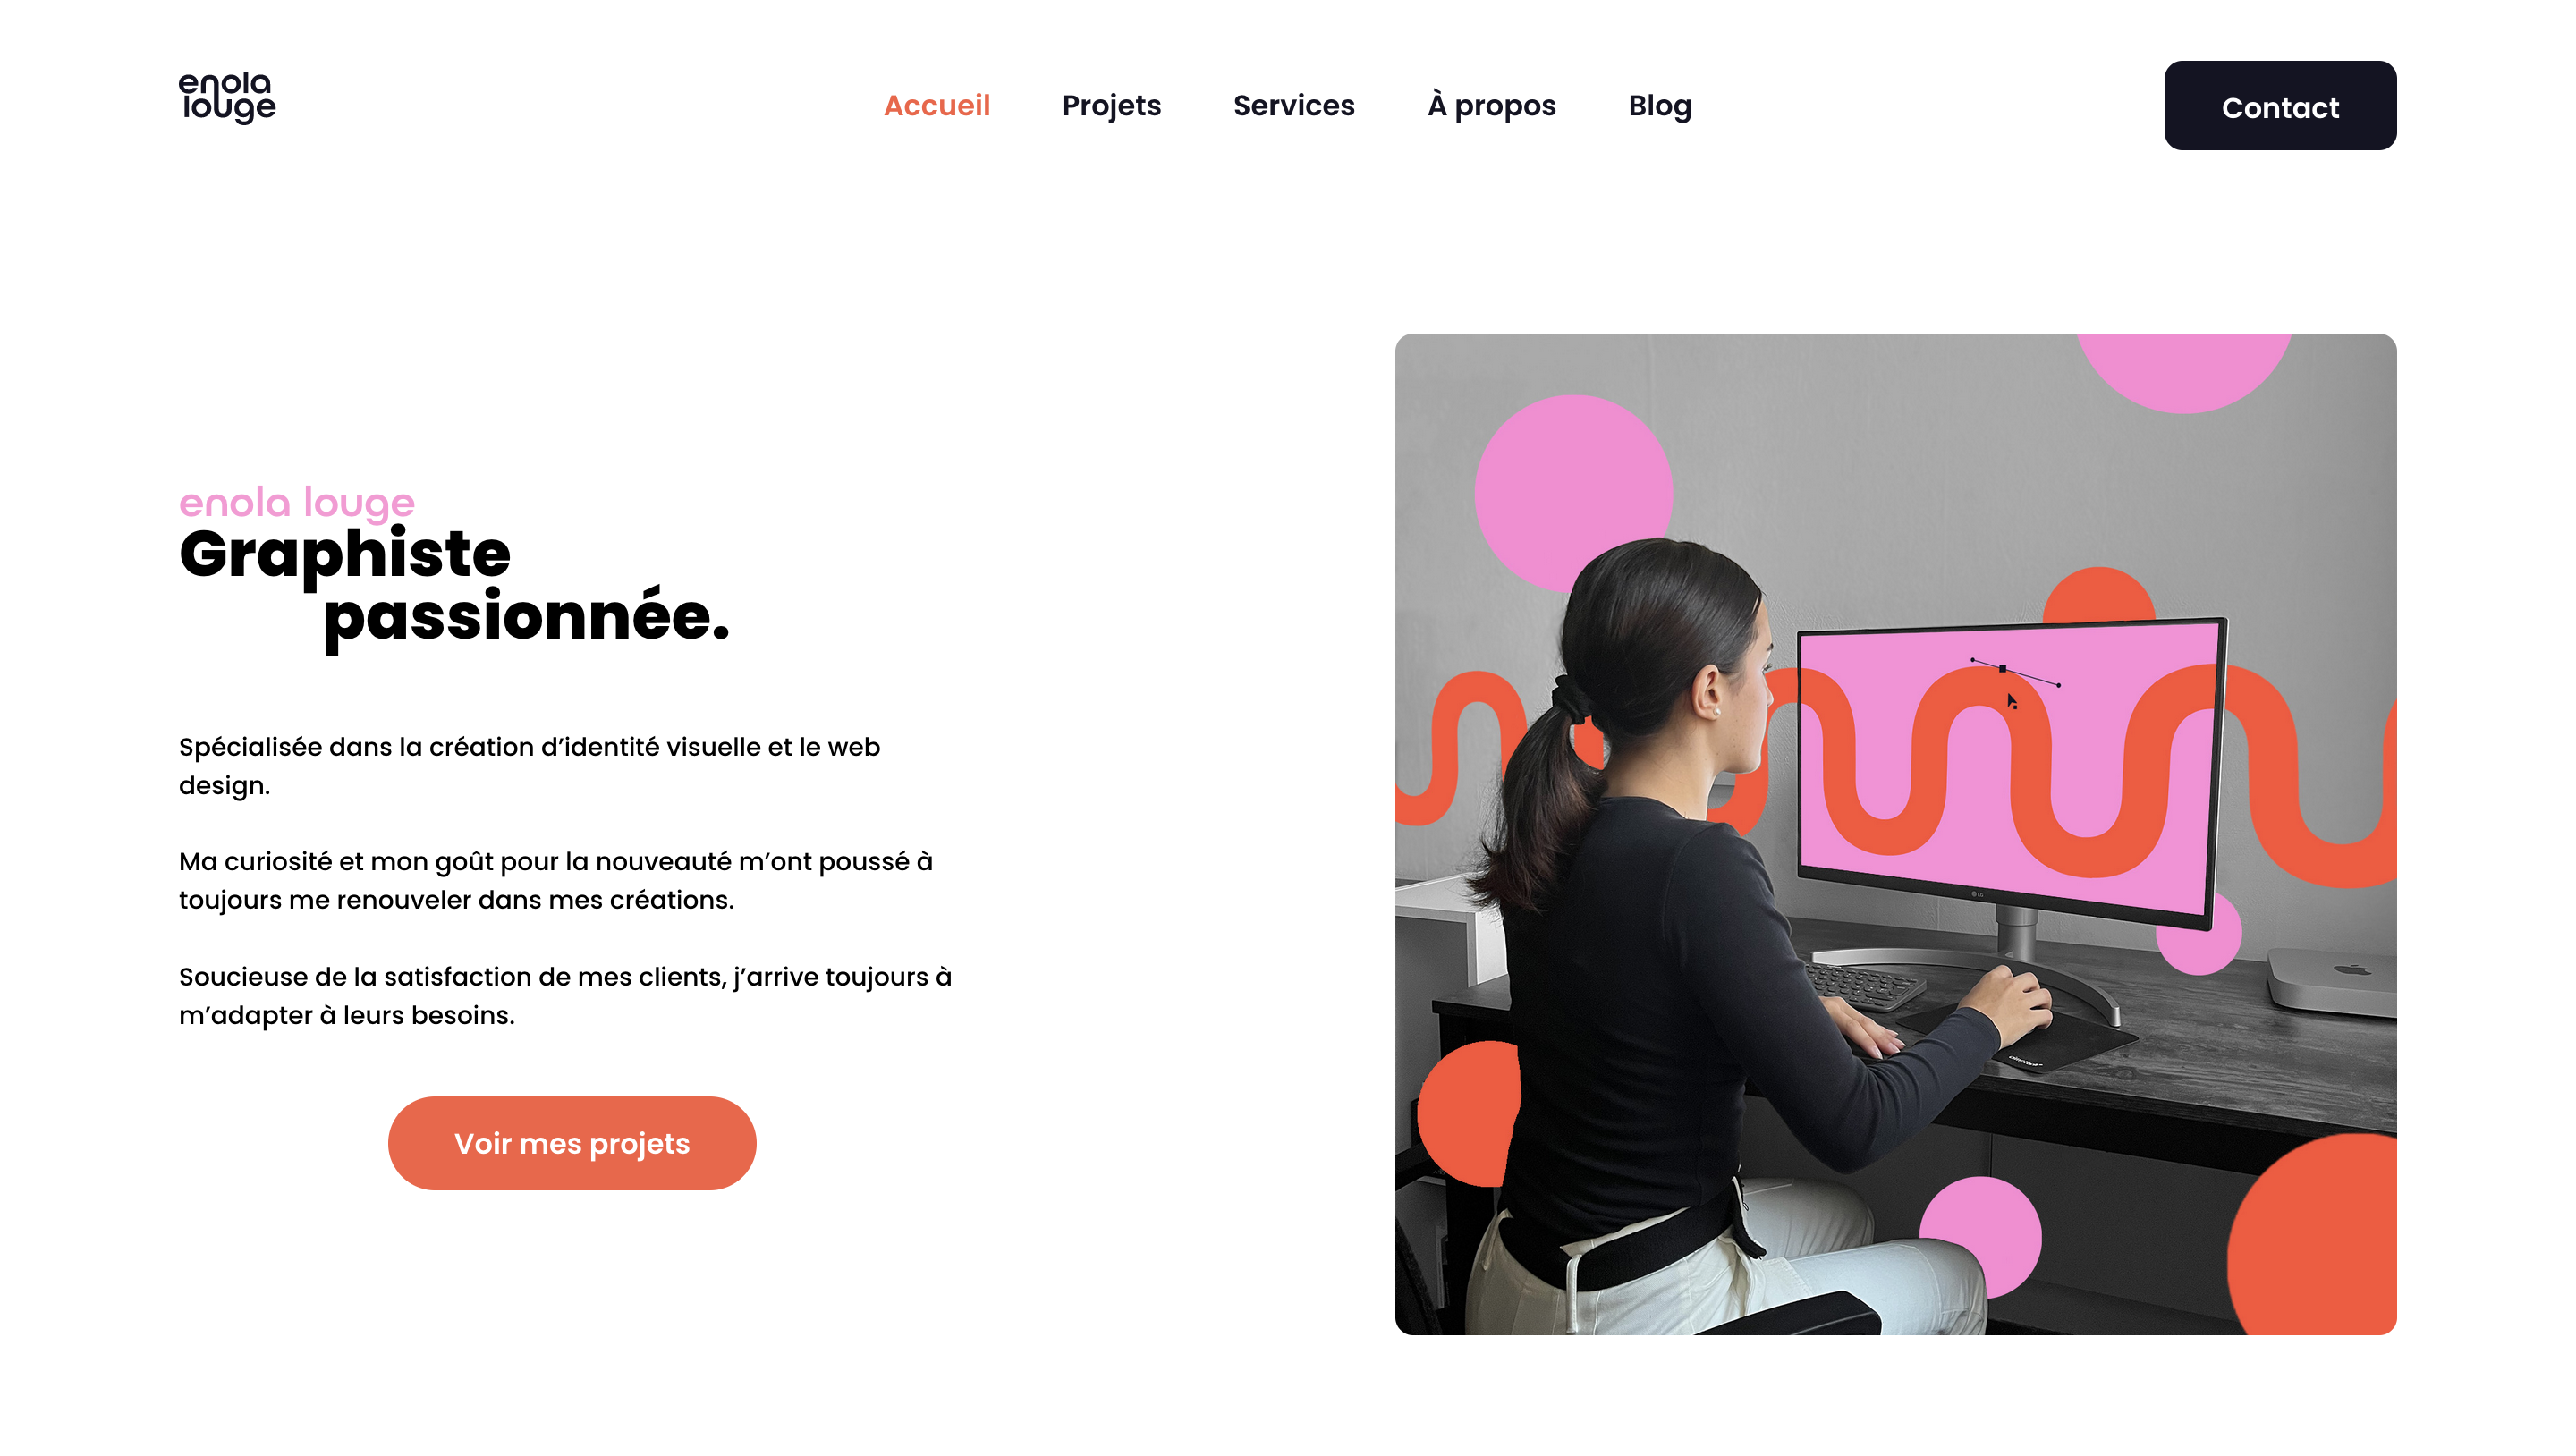 enola
louge
Accueil
Projets
Services
À propos
Blog
Contact
enola louge
Graphiste
passionnée.
Spécialisée dans la création d’identité visuelle et le web
design.
Ma curiosité et mon goût pour la nouveauté m’ont poussé à
toujours me renouveler dans mes créations.
Soucieuse de la satisfaction de mes clients, j’arrive toujours à
m’adapter à leurs besoins.
Voir mes projets
LG